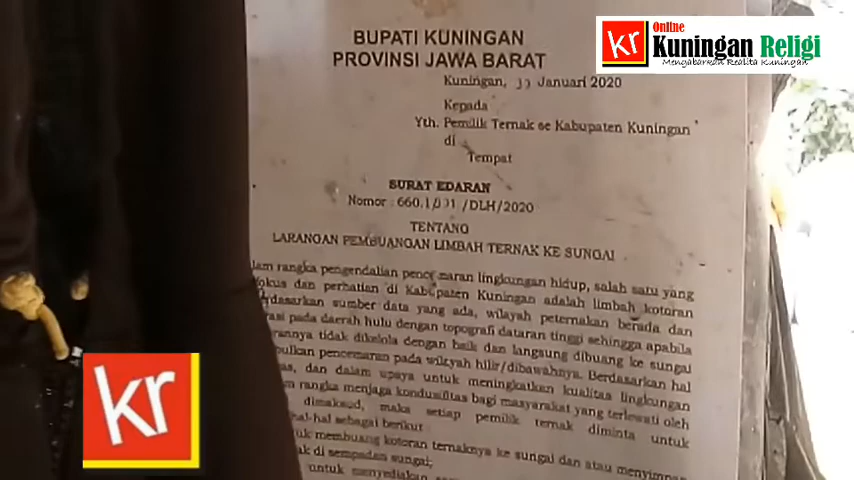 BUPATI KUNINGAN
PROVINSI JAWA BARAT
Kuningan, Januari 2020
Kepada
Yth. Pemilik Ternak se Kabupaten Kuningan
di
Tempat
SURAT EDARAN
Nomor : /DLH/2020
TENTANG
LARANGAN PEMBUANGAN LIMBAH TERNAK KE SUNGAI
rangka pengendalian pencemaran lingkungan hidup, salah satu yang
fokus dan perhatian di Kabupaten Kuningan adalah limbah kotoran
sumber data yang ada, wilayah peternakan berada di
pada daerah hulu dengan topografi dataran tinggi sehingga apabila
tidak dikelola dengan baik dan langsung dibuang ke sungai
pencemaran pada wilayah hilir/dibawahnya. Berdasarkan hal
dan dalam upaya untuk meningkatkan kualitas lingkungan
rangka menjaga kondusifitas bagi masyarakat yang terlewati oleh
dimaksud, maka setiap pemilik ternak diminta untuk
hal-hal sebagai berikut
membuang kotoran ternaknya ke sungai dan atau menyimpan
di sempadan sungai;
untuk menyediakan
kr
Online
Kuningan Religi
Mengabarkan Realita Kuningan
kr